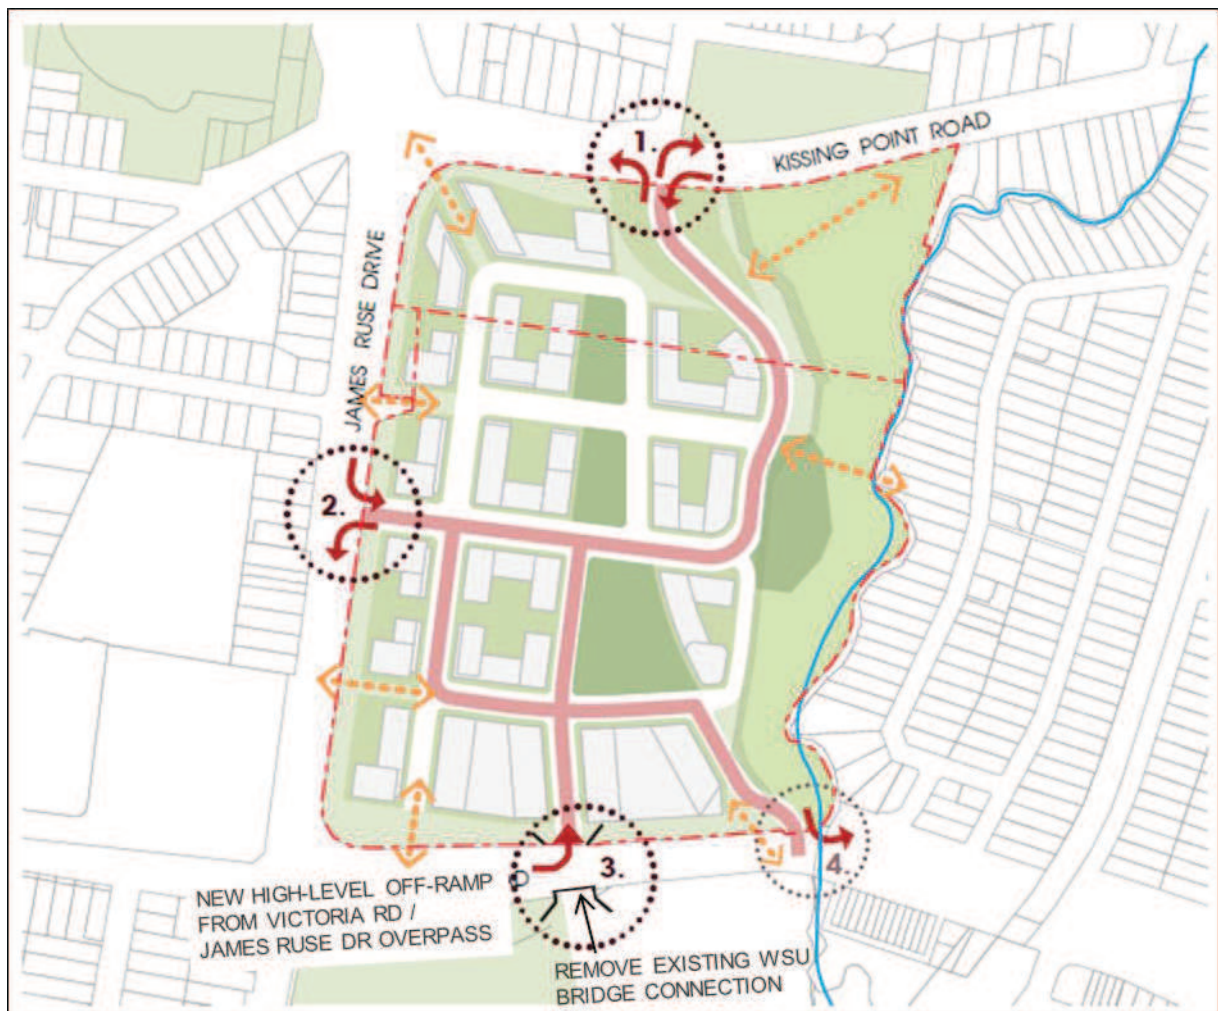 1.
KISSING POINT ROAD
JAMES RUSE DRIVE
2.
3.
4.
NEW HIGH-LEVEL OFF-RAMP
FROM VICTORIA RD /
JAMES RUSE DR OVERPASS
REMOVE EXISTING WSU
BRIDGE CONNECTION